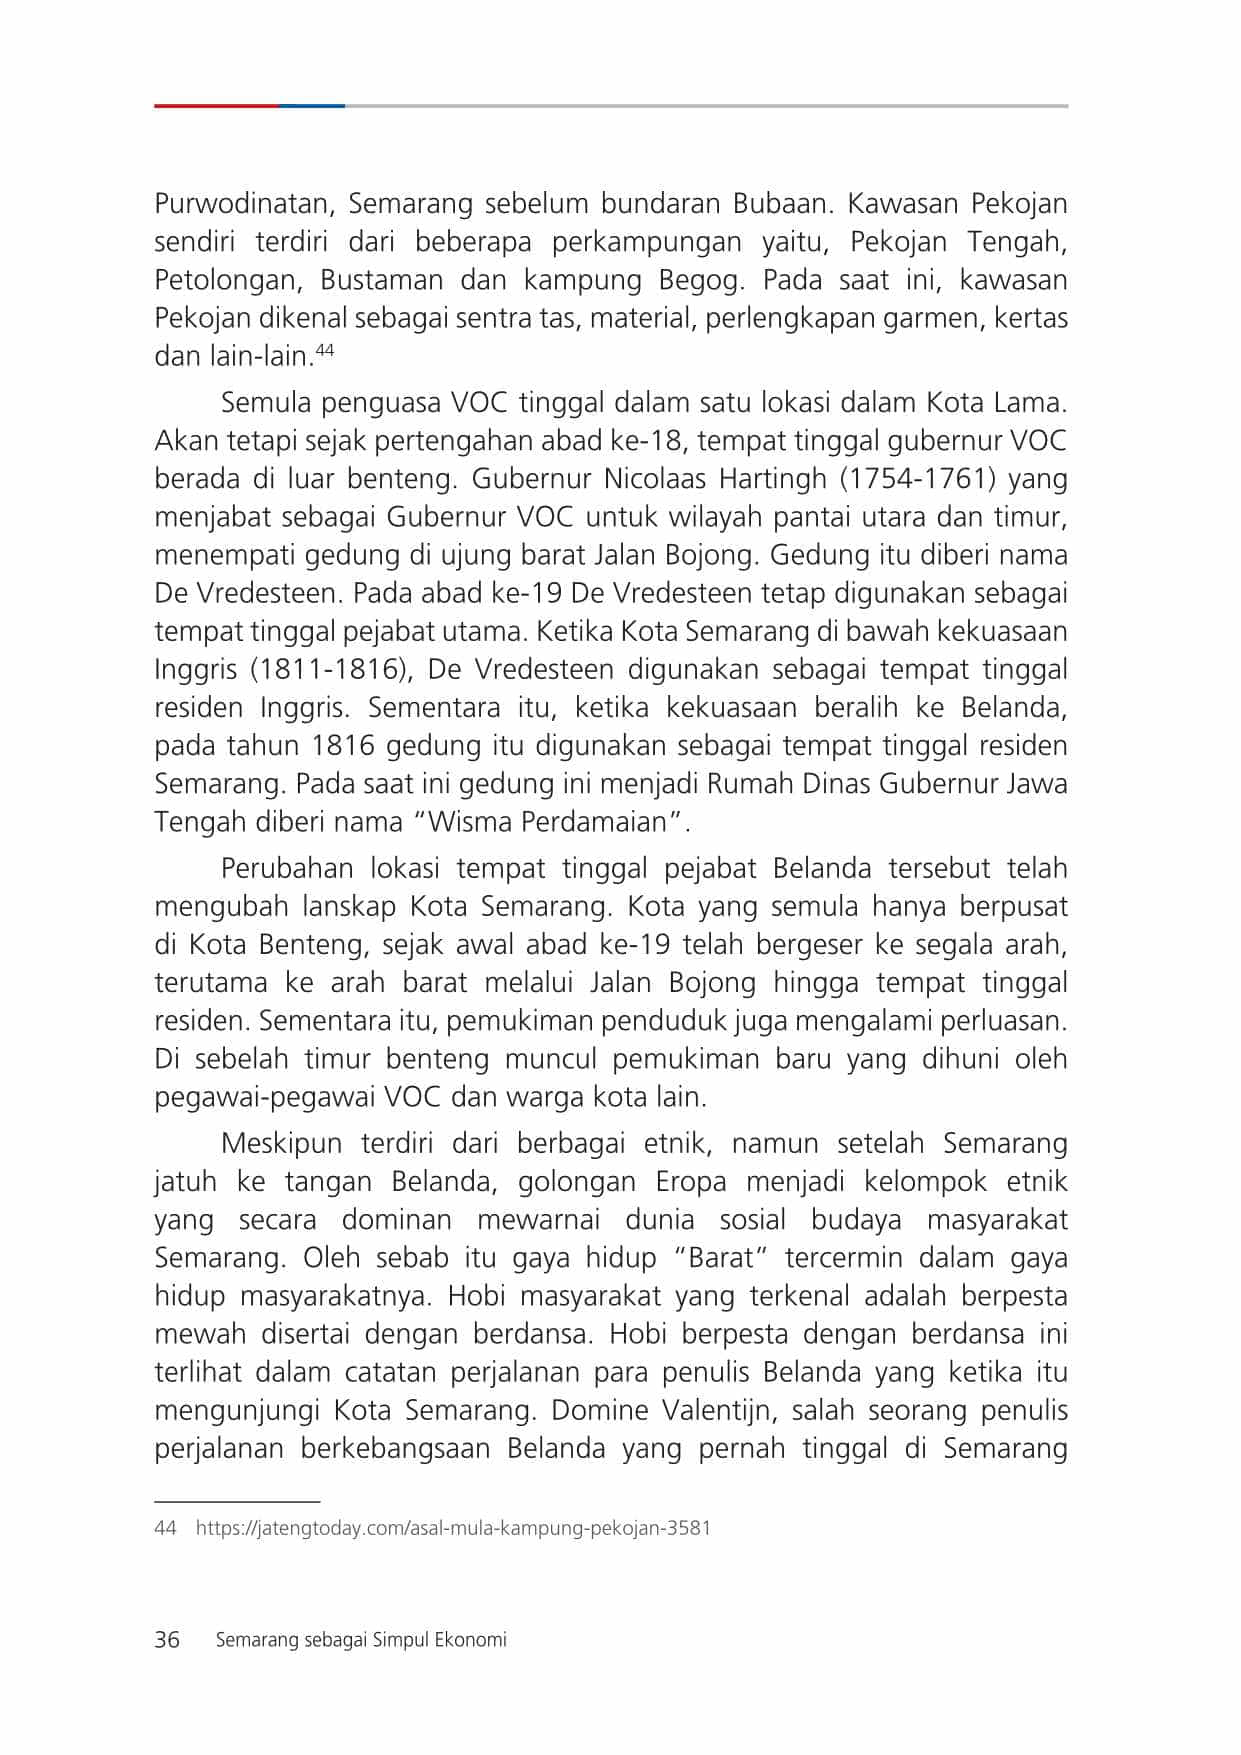 Purwodinatan, Semarang sebelum bundaran Bubaan. Kawasan Pekojan
sendiri terdiri dari beberapa perkampungan yaitu, Pekojan Tengah,
Petolongan, Bustaman dan kampung Begog. Pada saat ini, kawasan
Pekojan dikenal sebagai sentra tas, material, perlengkapan garmen, kertas
dan lain-lain.44
Semula penguasa VOC tinggal dalam satu lokasi dalam Kota Lama.
Akan tetapi sejak pertengahan abad ke-18, tempat tinggal gubernur VOC
berada di luar benteng. Gubernur Nicolaas Hartingh (1754-1761) yang
menjabat sebagai Gubernur VOC untuk wilayah pantai utara dan timur,
menempati gedung di ujung barat Jalan Bojong. Gedung itu diberi nama
De Vredesteen. Pada abad ke-19 De Vredesteen tetap digunakan sebagai
tempat tinggal pejabat utama. Ketika Kota Semarang di bawah kekuasaan
Inggris (1811-1816), De Vredesteen digunakan sebagai tempat tinggal
residen Inggris. Sementara itu, ketika kekuasaan beralih ke Belanda,
pada tahun 1816 gedung itu digunakan sebagai tempat tinggal residen
Semarang. Pada saat ini gedung ini menjadi Rumah Dinas Gubernur Jawa
Tengah diberi nama “Wisma Perdamaian”.
Perubahan lokasi tempat tinggal pejabat Belanda tersebut telah
mengubah lanskap Kota Semarang. Kota yang semula hanya berpusat
di Kota Benteng, sejak awal abad ke-19 telah bergeser ke segala arah,
terutama ke arah barat melalui Jalan Bojong hingga tempat tinggal
residen. Sementara itu, pemukiman penduduk juga mengalami perluasan.
Di sebelah timur benteng muncul pemukiman baru yang dihuni oleh
pegawai-pegawai VOC dan warga kota lain.
Meskipun terdiri dari berbagai etnik, namun setelah Semarang
jatuh ke tangan Belanda, golongan Eropa menjadi kelompok etnik
yang secara dominan mewarnai dunia sosial budaya masyarakat
Semarang. Oleh sebab itu gaya hidup “Barat” tercermin dalam gaya
hidup masyarakatnya. Hobi masyarakat yang terkenal adalah berpesta
mewah disertai dengan berdansa. Hobi berpesta dengan berdansa ini
terlihat dalam catatan perjalanan para penulis Belanda yang ketika itu
mengunjungi Kota Semarang. Domine Valentijn, salah seorang penulis
perjalanan berkebangsaan Belanda yang pernah tinggal di Semarang
44 https://jatengtoday.com/asal-mula-kampung-pekojan-3581
36 Semarang sebagai Simpul Ekonomi